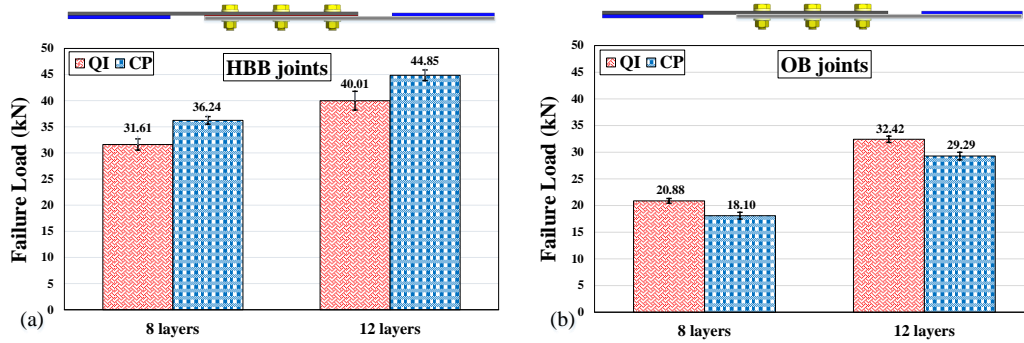 50
45
40
35
30
25
20
15
10
5
0
Failure Load (kN)
QI CP
HBB joints
31.61
36.24
40.01
44.85
8 layers
12 layers
(a)
50
45
40
35
30
25
20
15
10
5
0
Failure Load (kN)
QI CP
OB joints
20.88
18.10
32.42
29.29
8 layers
12 layers
(b)